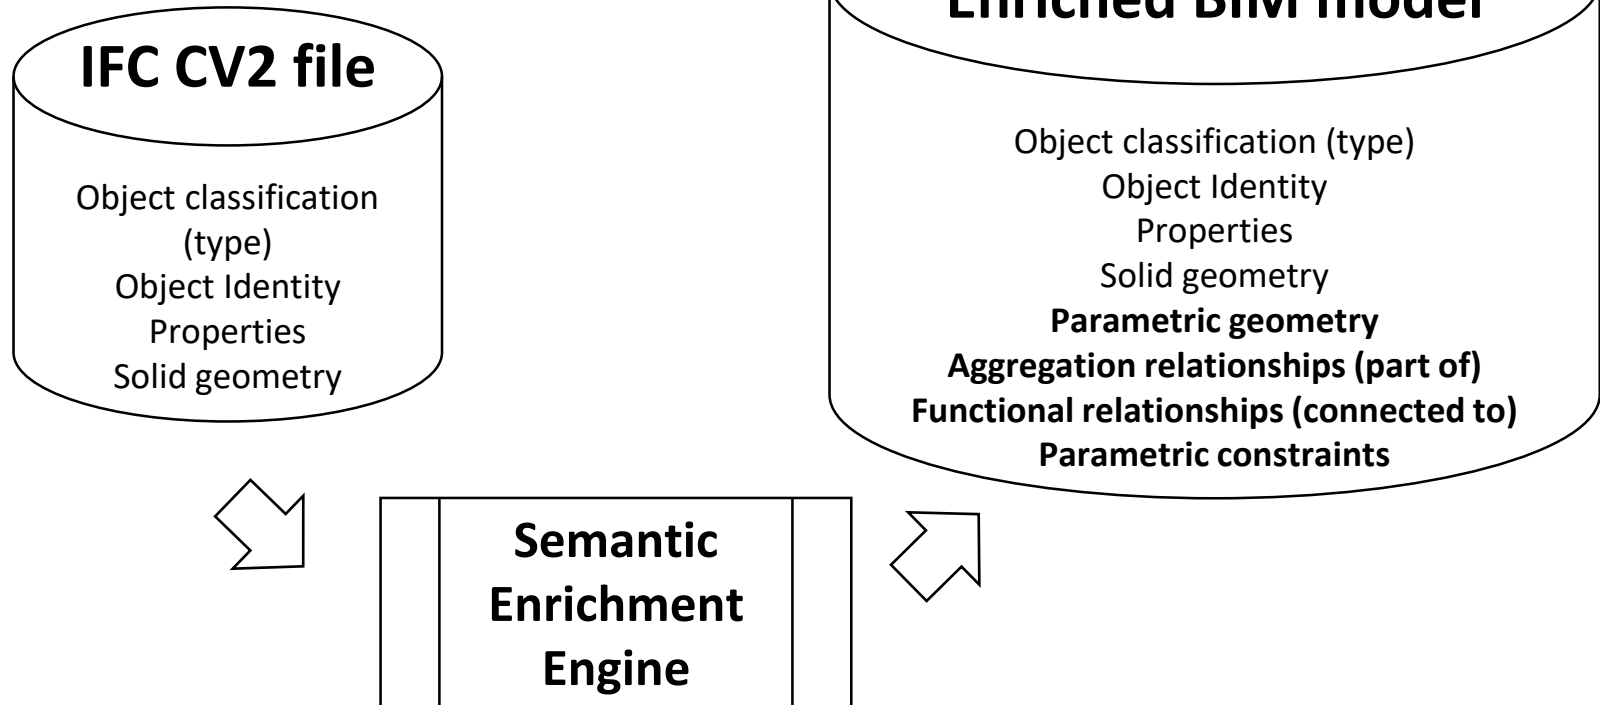 IFC CV2 file
Object classification
(type)
Object Identity
Properties
Solid geometry
Enriched BIM model
Object classification (type)
Object Identity
Properties
Solid geometry
Parametric geometry
Aggregation relationships (part of)
Functional relationships (connected to)
Parametric constraints
Semantic
Enrichment
Engine